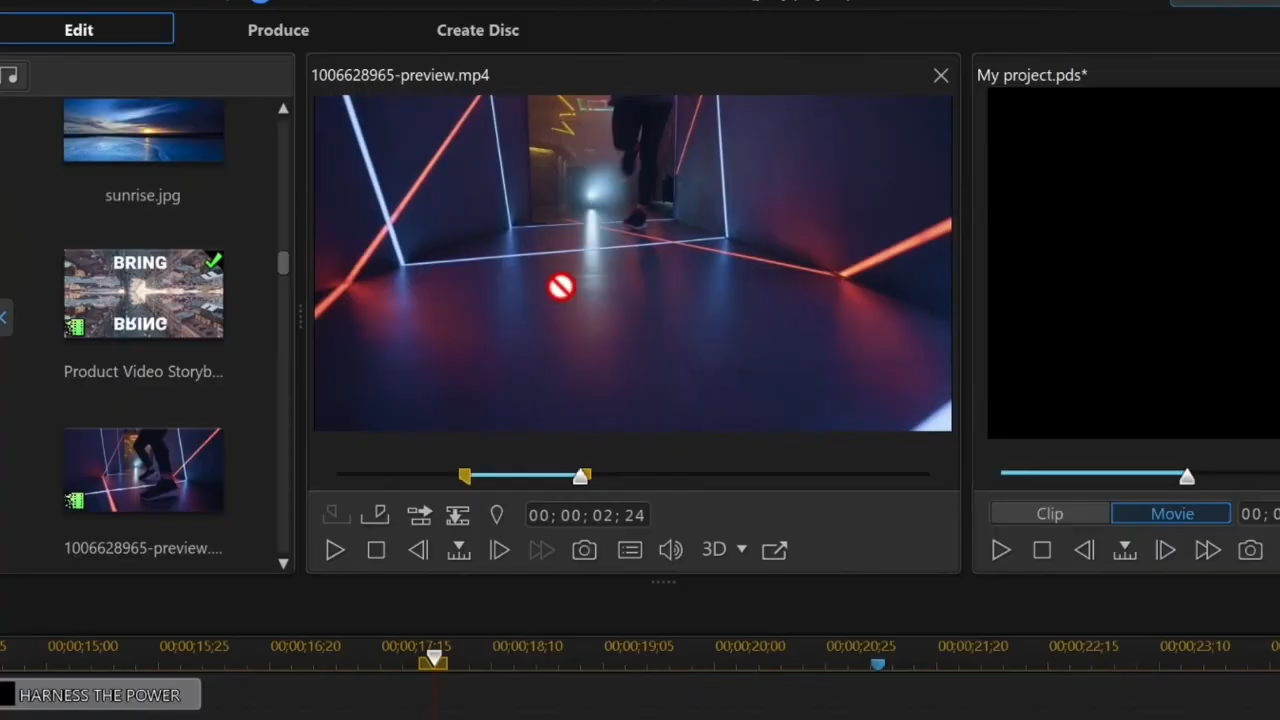 Edit Produce Create Disc
1006628965-preview.mp4
My project.pds*
sunrise.jpg
BRING
BRING
Product Video Storyb...
1006628965-preview....
00;00;02;24
3D
Clip Movie 00; 0
5 00;00;15;00 00;00;15;25 00;00;16;20 00;00;17;15 00;00;18;10 00;00;19;05 00;00;20;00 00;00;20;25 00;00;21;20 00;00;22;15 00;00;23;10
HARNESS THE POWER